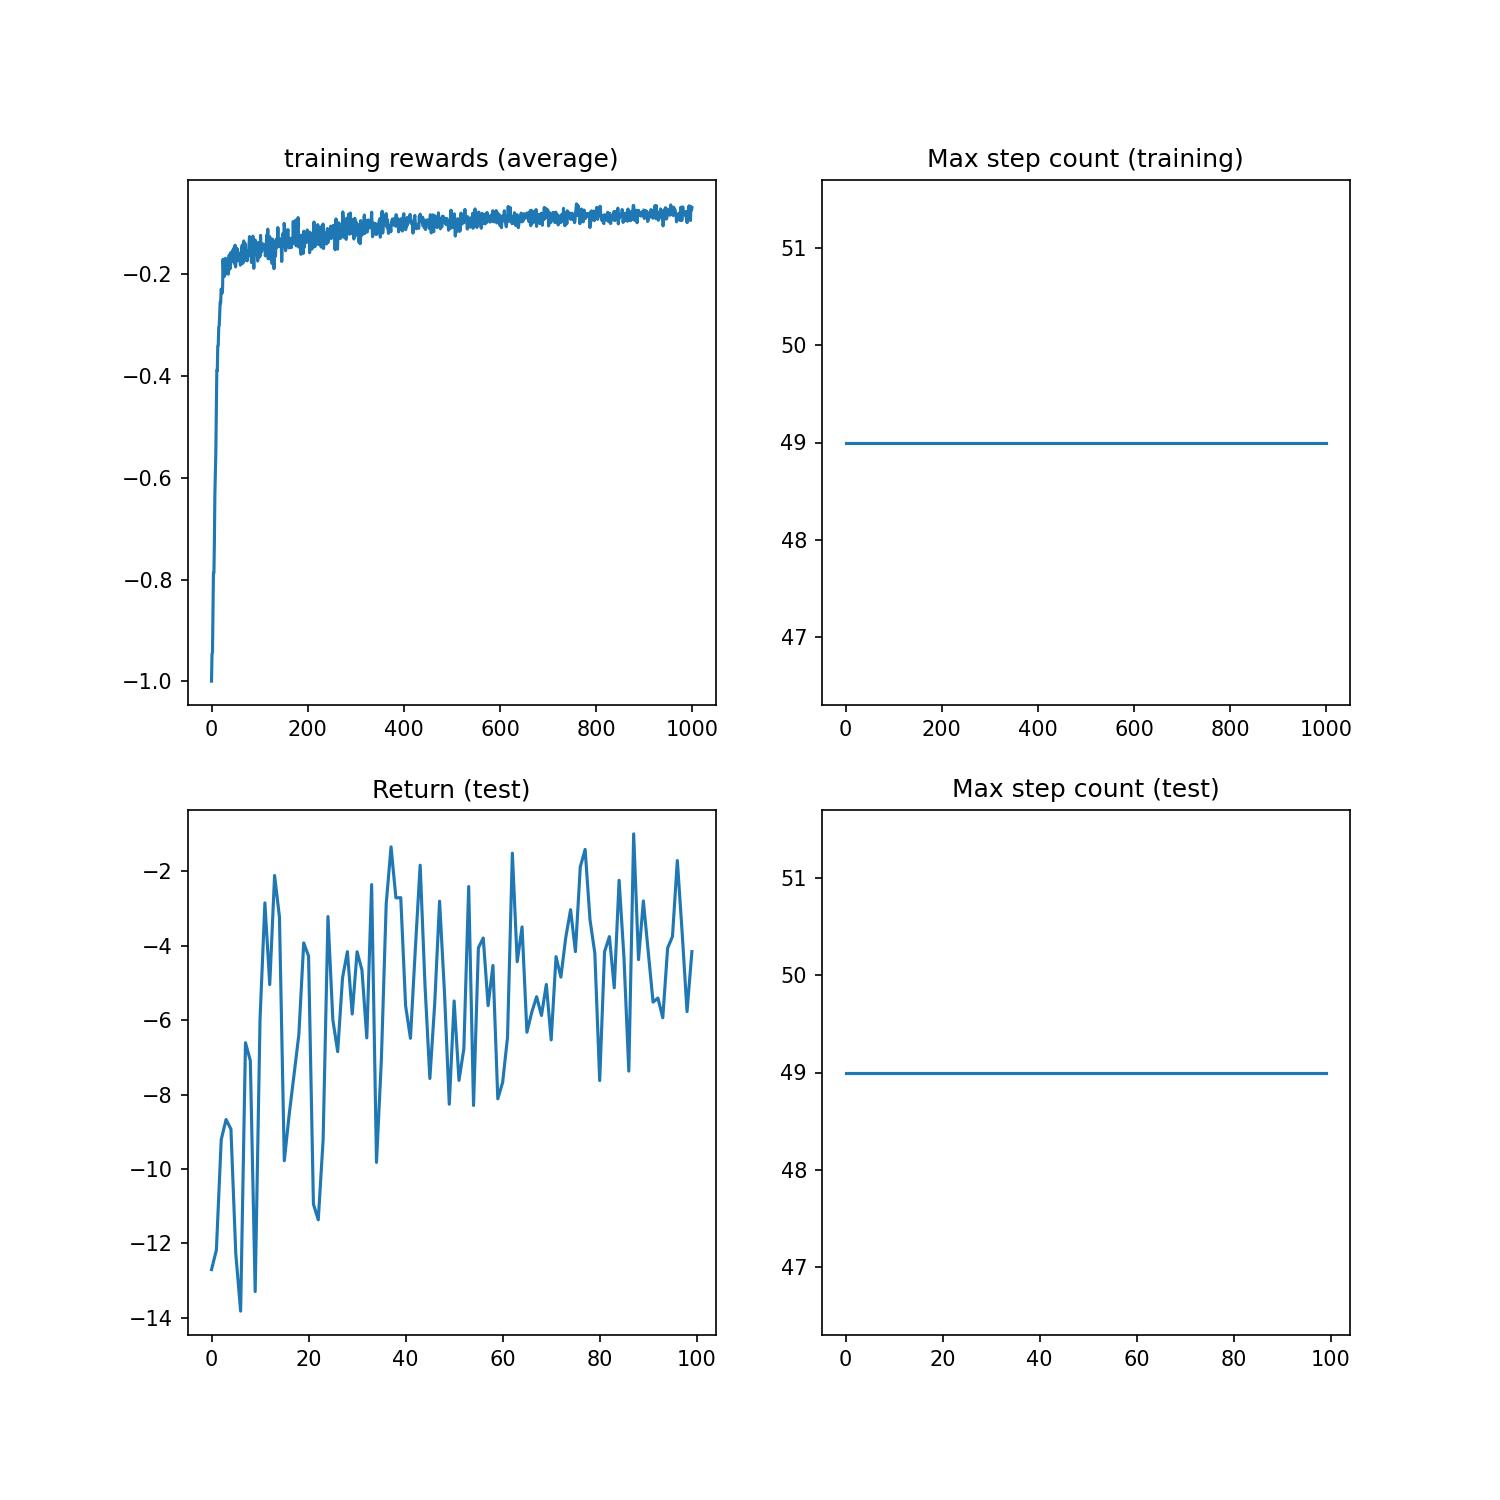 training rewards (average)
−0.2
−0.4
−0.6
−0.8
−1.0
0 200 400 600 800 1000
Max step count (training)
51
50
49
48
47
0 200 400 600 800 1000
Return (test)
−2
−4
−6
−8
−10
−12
−14
0 20 40 60 80 100
Max step count (test)
51
50
49
48
47
0 20 40 60 80 100